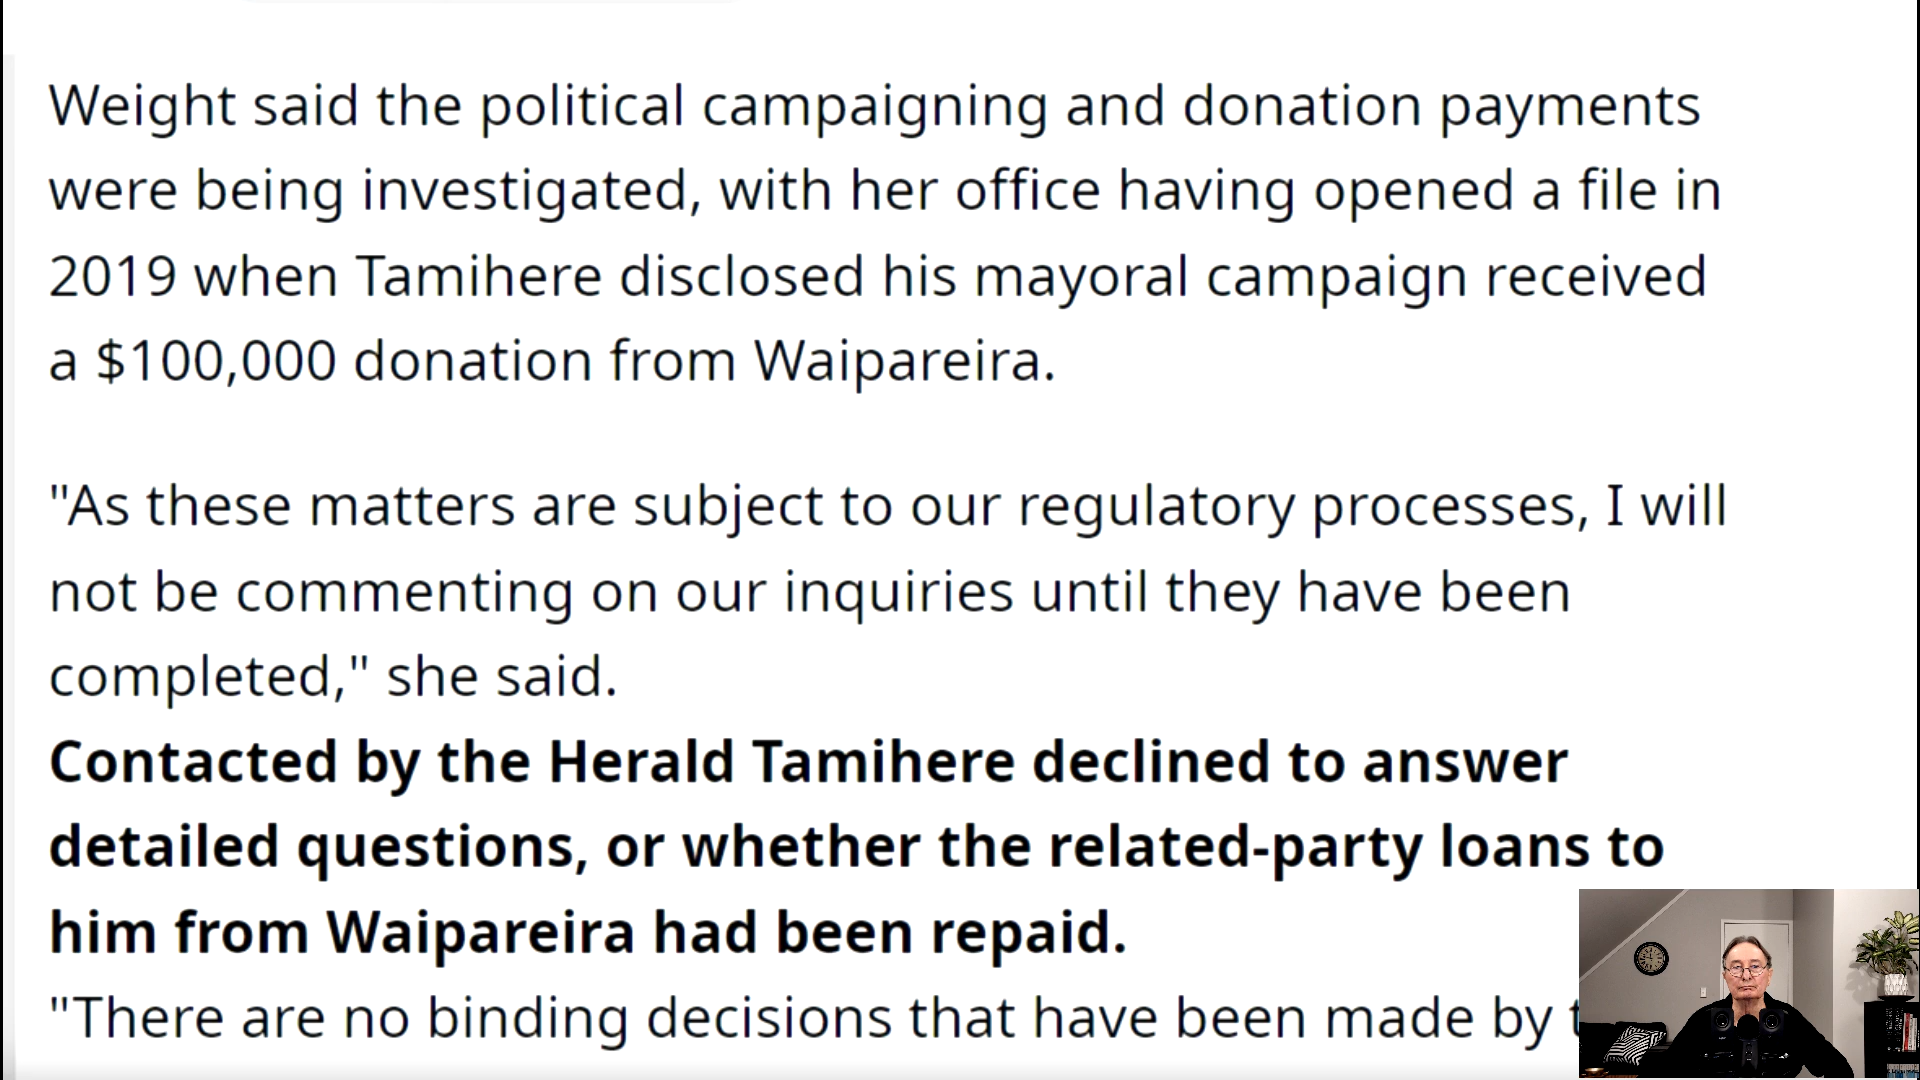 Weight said the political campaigning and donation payments
were being investigated, with her office having opened a file in
2019 when Tamihere disclosed his mayoral campaign received
a $100,000 donation from Waipareira.
"As these matters are subject to our regulatory processes, I will
not be commenting on our inquiries until they have been
completed," she said.
Contacted by the Herald Tamihere declined to answer
detailed questions, or whether the related-party loans to
him from Waipareira had been repaid.
"There are no binding decisions that have been made by